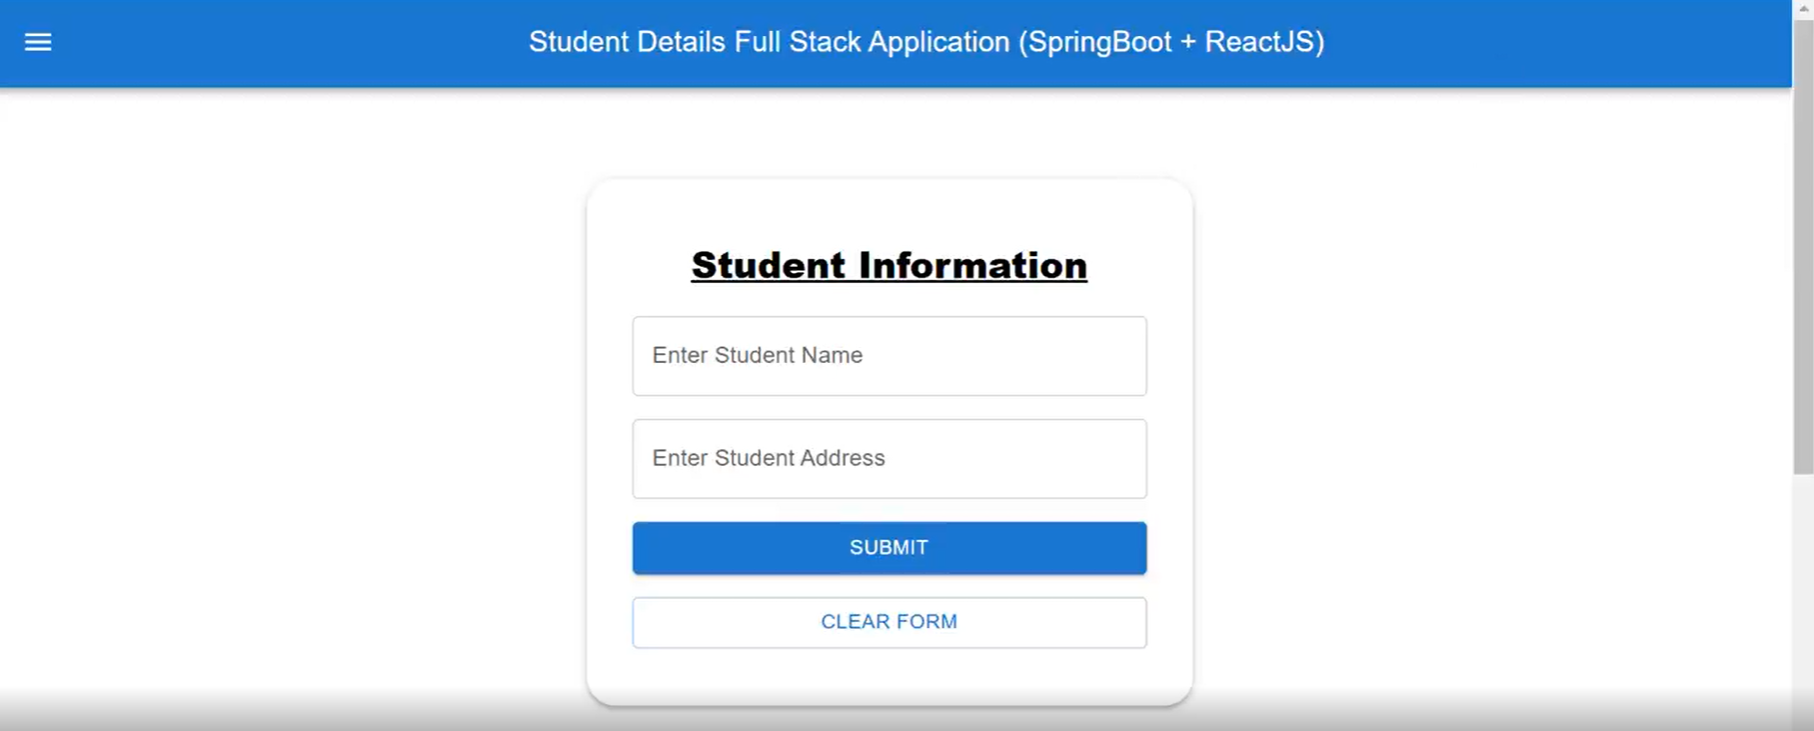 Student Details Full Stack Application (SpringBoot + ReactJS)
Student Information
Enter Student Name
Enter Student Address
SUBMIT
CLEAR FORM